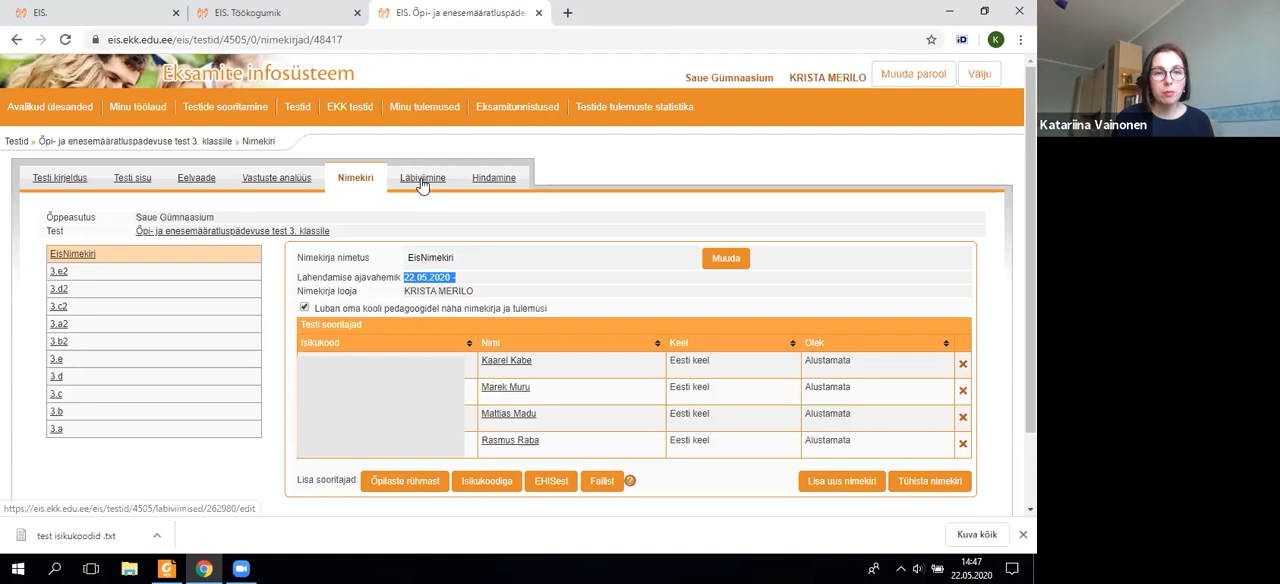 EIS.
EIS. Töökogumik
EIS. Õpi- ja enesemääratluspäde
eis.ekk.edu.ee/eis/testid/4505/0/nimekirjad/48417
iD
K
Eksamite infosüsteem
Saue Gümnaasium KRISTA MERILO Muuda parool Välju
Avalikud ülesanded Minu töölaud Testide sooritamine Testid EKK testid Minu tulemused Eksamitunnistused Testide tulemuste statistika
Testid » Õpi- ja enesemääratluspädevuse test 3. klassile » Nimekiri
Testi kirjeldus Testi sisu Eelvaade Vastuste analüüs Nimekiri Läbiviimine Hindamine
Õppeasutus Saue Gümnaasium
Test Õpi- ja enesemääratluspädevuse test 3. klassile
EisNimekiri
3.e2
3.d2
3.c2
3.a2
3.b2
3.e
3.d
3.c
3.b
3.a
Nimekirja nimetus EisNimekiri Muuda
Lahendamise ajavahemik 22.05.2020 -
Nimekirja looja KRISTA MERILO
Luban oma kooli pedagoogidel näha nimekirja ja tulemusi
Testi sooritajad
Isikukood Nimi Keel Olek
Kaarel Kabe Eesti keel Alustamata
Marek Muru Eesti keel Alustamata
Mattias Madu Eesti keel Alustamata
Rasmus Raba Eesti keel Alustamata
Lisa sooritajad: Õpilaste rühmast Isikukoodiga EHISest Failist ? Lisa uus nimekiri Tühista nimekiri
https://eis.ekk.edu.ee/eis/testid/4505/labiviimised/262980/edit
test isikukoodid .txt
Kuva kõik
14:47
22.05.2020
Katariina Vainonen